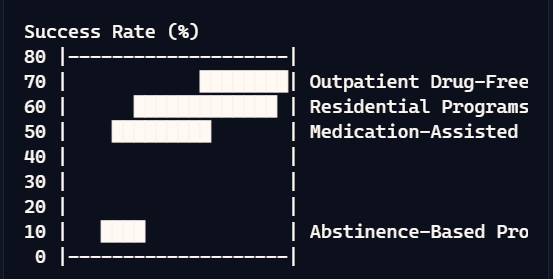 Success Rate (%)
80 |--------------------|
70 |            ████████| Outpatient Drug-Free
60 |      █████████████ | Residential Programs
50 |    █████████       | Medication-Assisted
40 |                    |
30 |                    |
20 |                    |
10 |   ████             | Abstinence-Based Pro
0 |--------------------|